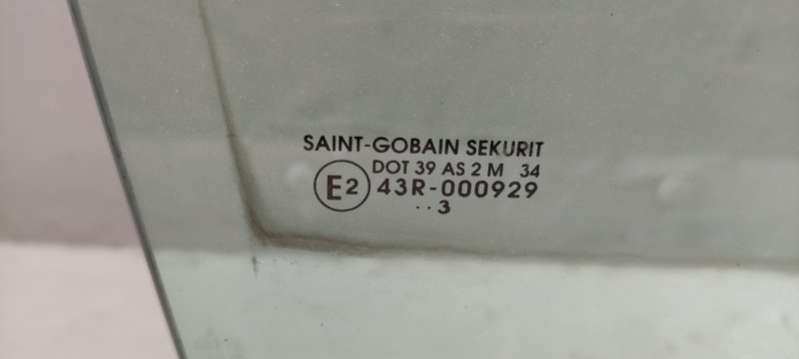 SAINT-GOBAIN SEKURIT
DOT 39 AS 2 M 34
E2 43R-000929
..3